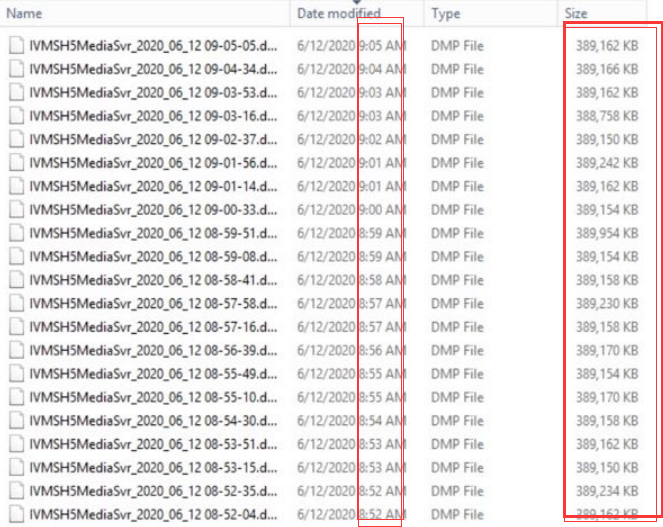 Name Date modified Type Size
IVMSH5MediaSvr_2020_06_12 09-05-05.d... 6/12/2020 9:05 AM DMP File 389,162 KB
IVMSH5MediaSvr_2020_06_12 09-04-34.d... 6/12/2020 9:04 AM DMP File 389,166 KB
IVMSH5MediaSvr_2020_06_12 09-03-53.d... 6/12/2020 9:03 AM DMP File 389,162 KB
IVMSH5MediaSvr_2020_06_12 09-03-16.d... 6/12/2020 9:03 AM DMP File 388,758 KB
IVMSH5MediaSvr_2020_06_12 09-02-37.d... 6/12/2020 9:02 AM DMP File 389,150 KB
IVMSH5MediaSvr_2020_06_12 09-01-56.d... 6/12/2020 9:01 AM DMP File 389,242 KB
IVMSH5MediaSvr_2020_06_12 09-01-14.d... 6/12/2020 9:01 AM DMP File 389,162 KB
IVMSH5MediaSvr_2020_06_12 09-00-33.d... 6/12/2020 9:00 AM DMP File 389,154 KB
IVMSH5MediaSvr_2020_06_12 08-59-51.d... 6/12/2020 8:59 AM DMP File 389,954 KB
IVMSH5MediaSvr_2020_06_12 08-59-08.d... 6/12/2020 8:59 AM DMP File 389,154 KB
IVMSH5MediaSvr_2020_06_12 08-58-41.d... 6/12/2020 8:58 AM DMP File 389,158 KB
IVMSH5MediaSvr_2020_06_12 08-57-58.d... 6/12/2020 8:57 AM DMP File 389,230 KB
IVMSH5MediaSvr_2020_06_12 08-57-16.d... 6/12/2020 8:57 AM DMP File 389,158 KB
IVMSH5MediaSvr_2020_06_12 08-56-39.d... 6/12/2020 8:56 AM DMP File 389,170 KB
IVMSH5MediaSvr_2020_06_12 08-55-49.d... 6/12/2020 8:55 AM DMP File 389,154 KB
IVMSH5MediaSvr_2020_06_12 08-55-10.d... 6/12/2020 8:55 AM DMP File 389,170 KB
IVMSH5MediaSvr_2020_06_12 08-54-30.d... 6/12/2020 8:54 AM DMP File 389,158 KB
IVMSH5MediaSvr_2020_06_12 08-53-51.d... 6/12/2020 8:53 AM DMP File 389,162 KB
IVMSH5MediaSvr_2020_06_12 08-53-15.d... 6/12/2020 8:53 AM DMP File 389,150 KB
IVMSH5MediaSvr_2020_06_12 08-52-35.d... 6/12/2020 8:52 AM DMP File 389,234 KB
IVMSH5MediaSvr_2020_06_12 08-52-04.d... 6/12/2020 8:52 AM DMP File 389,162 KB